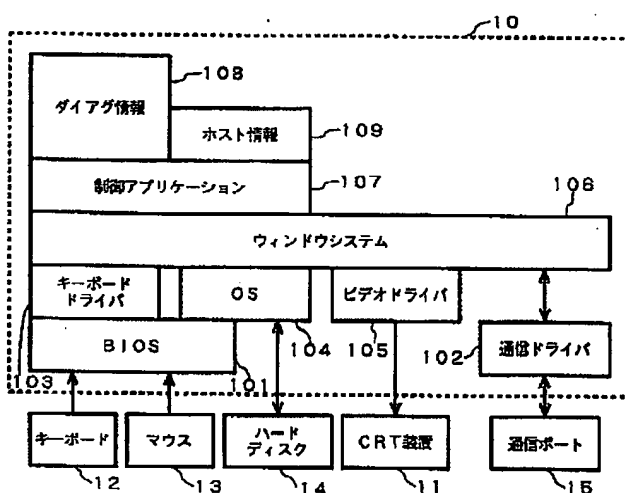 10
108
ダイアグ情報
109
ホスト情報
107
制御アプリケーション
106
ウィンドウシステム
キーボード
ドライバ
OS
ビデオドライバ
BIOS
103
101
104
105
102
通信ドライバ
キーボード
マウス
ハード
ディスク
CRT装置
通信ポート
12
13
14
11
15